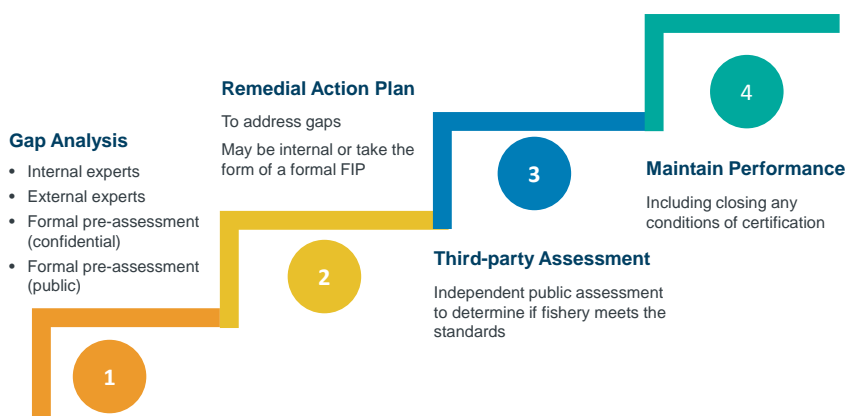 Gap Analysis
• Internal experts
• External experts
• Formal pre-assessment
(confidential)
• Formal pre-assessment
(public)
1
Remedial Action Plan
To address gaps
May be internal or take the
form of a formal FIP
2
3
Third-party Assessment
Independent public assessment
to determine if fishery meets the
standards
4
Maintain Performance
Including closing any
conditions of certification